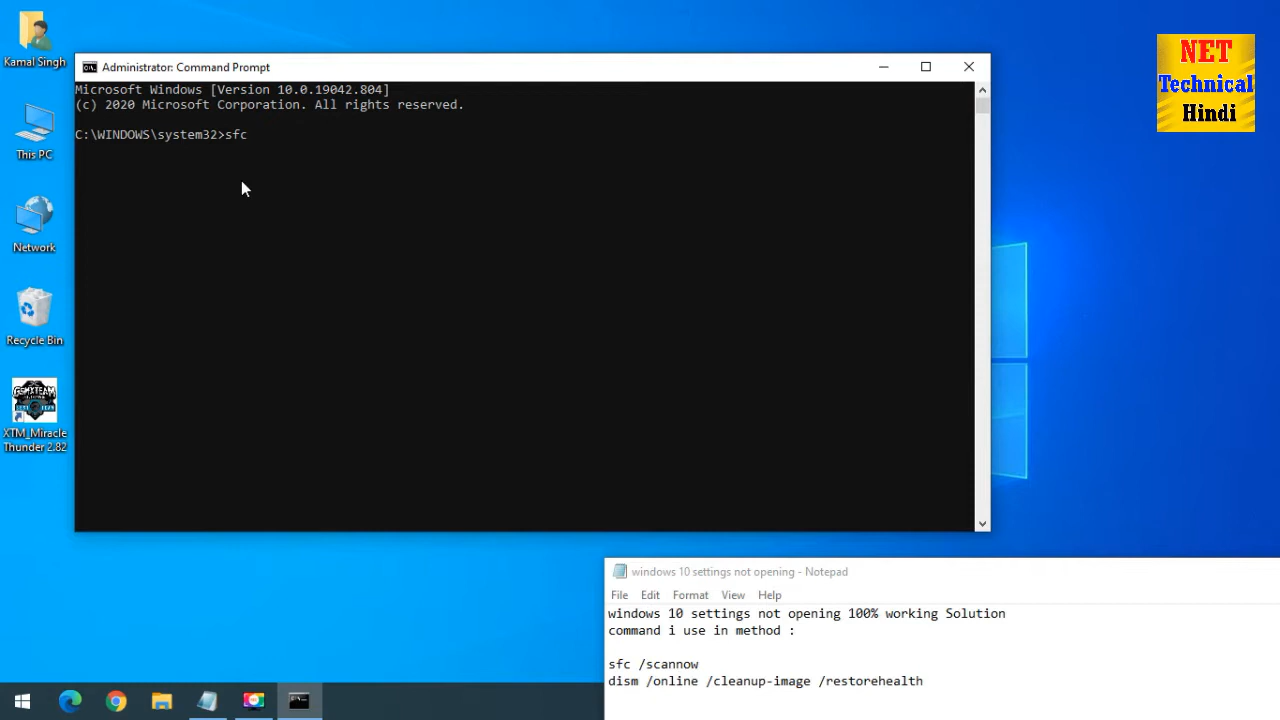 Kamal Singh
This PC
Network
Recycle Bin
XTM_Miracle
Thunder 2.82
Administrator: Command Prompt
Microsoft Windows [Version 10.0.19042.804]
(c) 2020 Microsoft Corporation. All rights reserved.
C:\WINDOWS\system32>sfc
NET
Technical
Hindi
windows 10 settings not opening - Notepad
File Edit Format View Help
windows 10 settings not opening 100% working Solution
command i use in method :
sfc /scannow
dism /online /cleanup-image /restorehealth